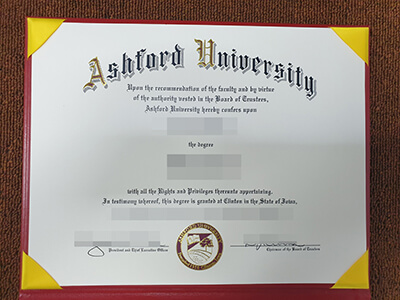 Ashford University
Upon the recommendation of the faculty and by virtue
of the authority vested in the Board of Trustees,
Ashford University hereby confers upon
the degree
with all the Rights and Privileges thereunto appertaining.
In testimony whereof, this degree is granted at Clinton in the State of Iowa,
President and Chief Executive Officer
Chairman of the Board of Trustees